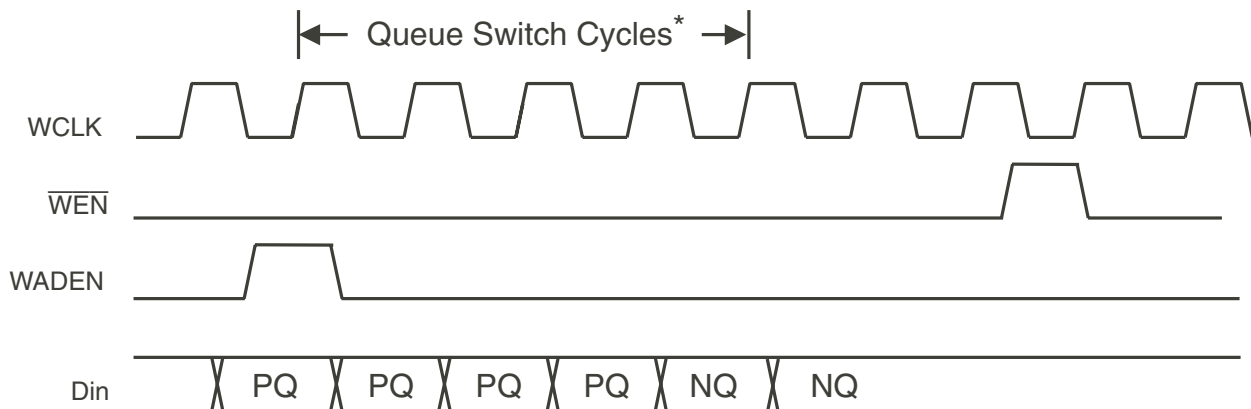 Queue Switch Cycles*
WCLK
WEN
WADEN
Din PQ PQ PQ PQ NQ NQ